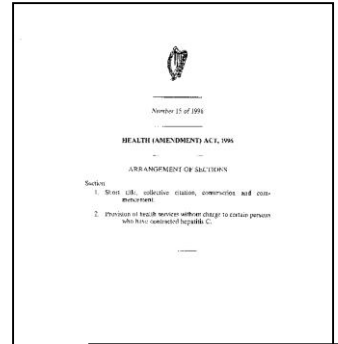 Number 15 of 1996
HEALTH (AMENDMENT) ACT, 1996
ARRANGEMENT OF SECTIONS
Section
1. Short title, collective citation, construction and com-
mencement.
2. Provision of health services without charge to certain persons
who have contracted hepatitis C.